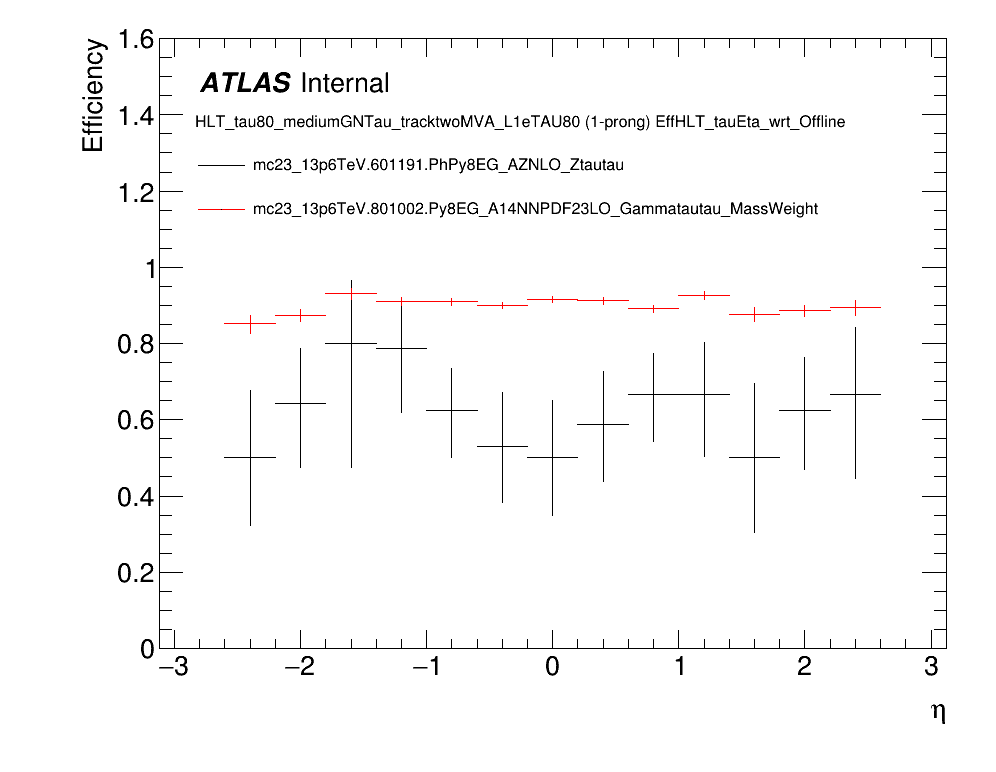 Efficiency
1.6
1.4
1.2
1
0.8
0.6
0.4
0.2
0
ATLAS Internal
HLT_tau80_mediumGNTau_tracktwoMVA_L1eTAU80 (1-prong) EffHLT_tauEta_wrt_Offline
mc23_13p6TeV.601191.PhPy8EG_AZNLO_Ztautau
mc23_13p6TeV.801002.Py8EG_A14NNPDF23LO_Gammatautau_MassWeight
−3 −2 −1 0 1 2 3
η